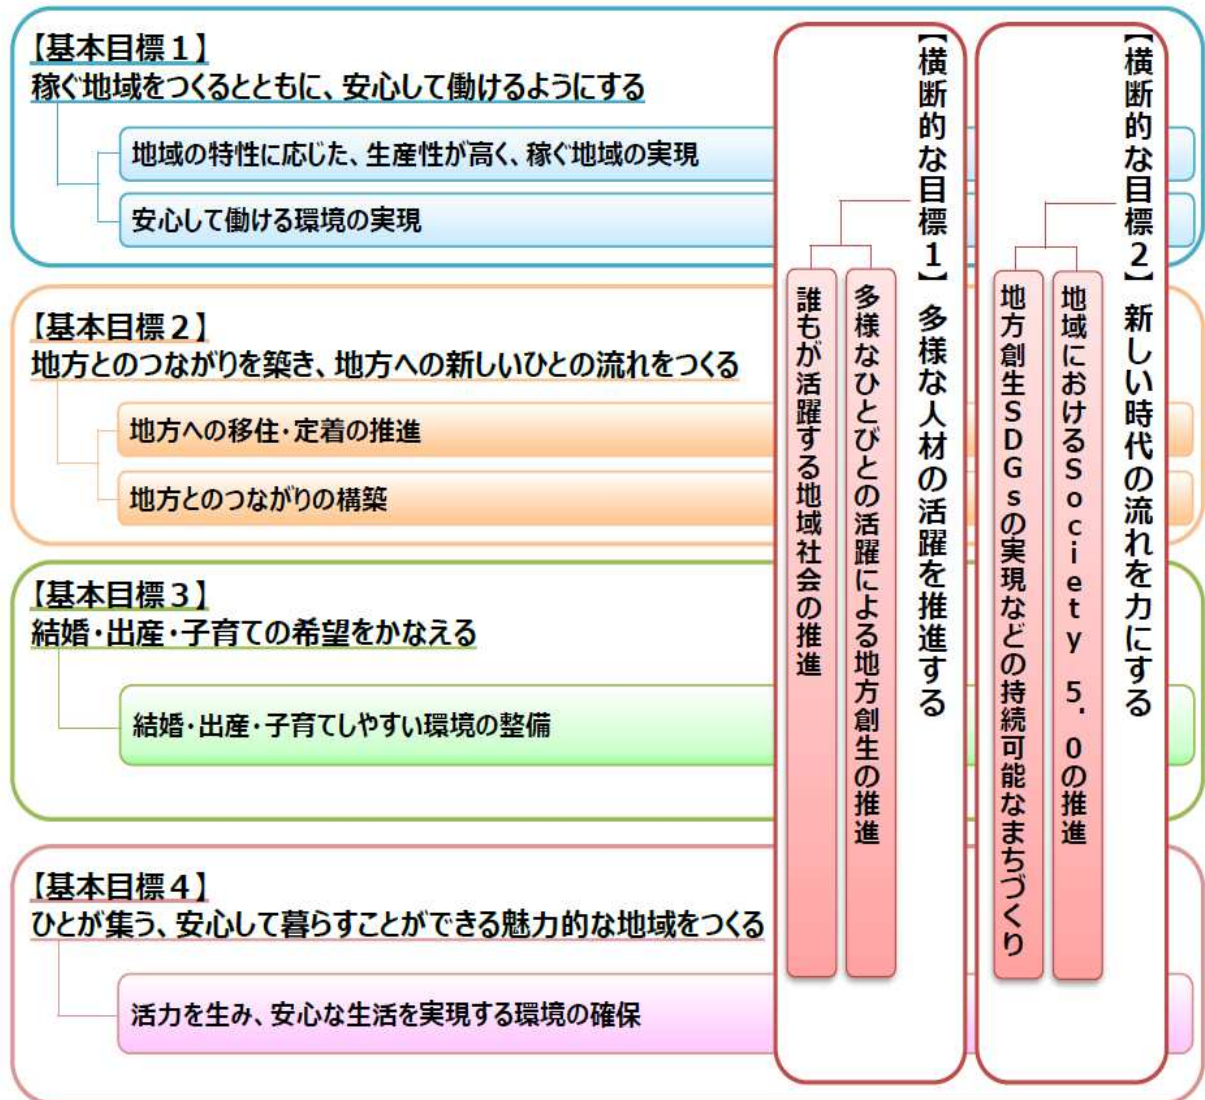 【基本目標１】
稼ぐ地域をつくるとともに、安心して働けるようにする
地域の特性に応じた、生産性が高く、稼ぐ地域の実現
安心して働ける環境の実現
【基本目標２】
地方とのつながりを築き、地方への新しいひとの流れをつくる
地方への移住・定着の推進
地方とのつながりの構築
【基本目標３】
結婚・出産・子育ての希望をかなえる
結婚・出産・子育てしやすい環境の整備
【基本目標４】
ひとが集う、安心して暮らすことができる魅力的な地域をつくる
活力を生み、安心な生活を実現する環境の確保
【横断的な目標１】多様な人材の活躍を推進する
多様なひとびとの活躍による地方創生の推進
誰もが活躍する地域社会の推進
【横断的な目標２】新しい時代の流れを力にする
地域におけるSociety 5.0の推進
地方創生SDGsの実現などの持続可能なまちづくり